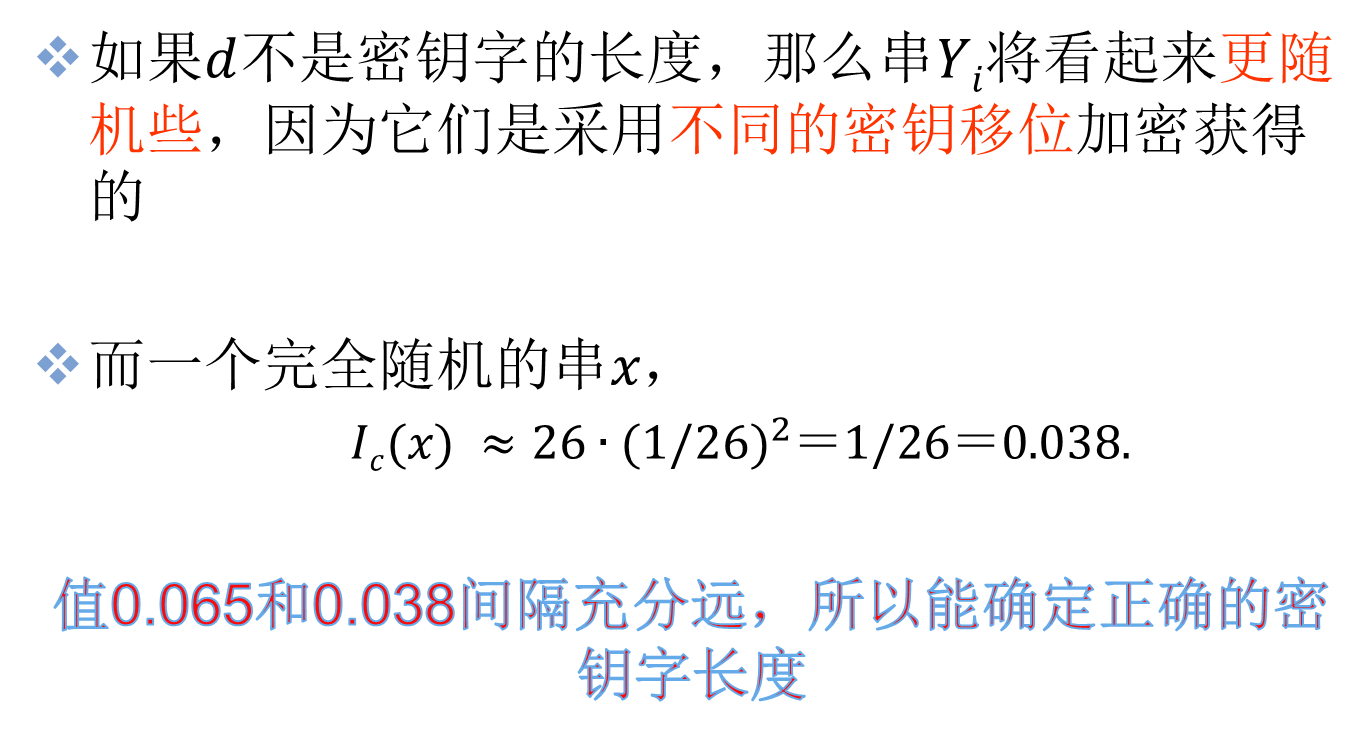 ❖如果𝑑不是密钥字的长度，那么串𝑌ᵢ将看起来更随
机些，因为它们是采用不同的密钥移位加密获得
的
❖而一个完全随机的串𝑥，
𝐼𝑐(𝑥) ≈ 26 · (1/26)²＝1/26＝0.038.
值0.065和0.038间隔充分远，所以能确定正确的密
钥字长度